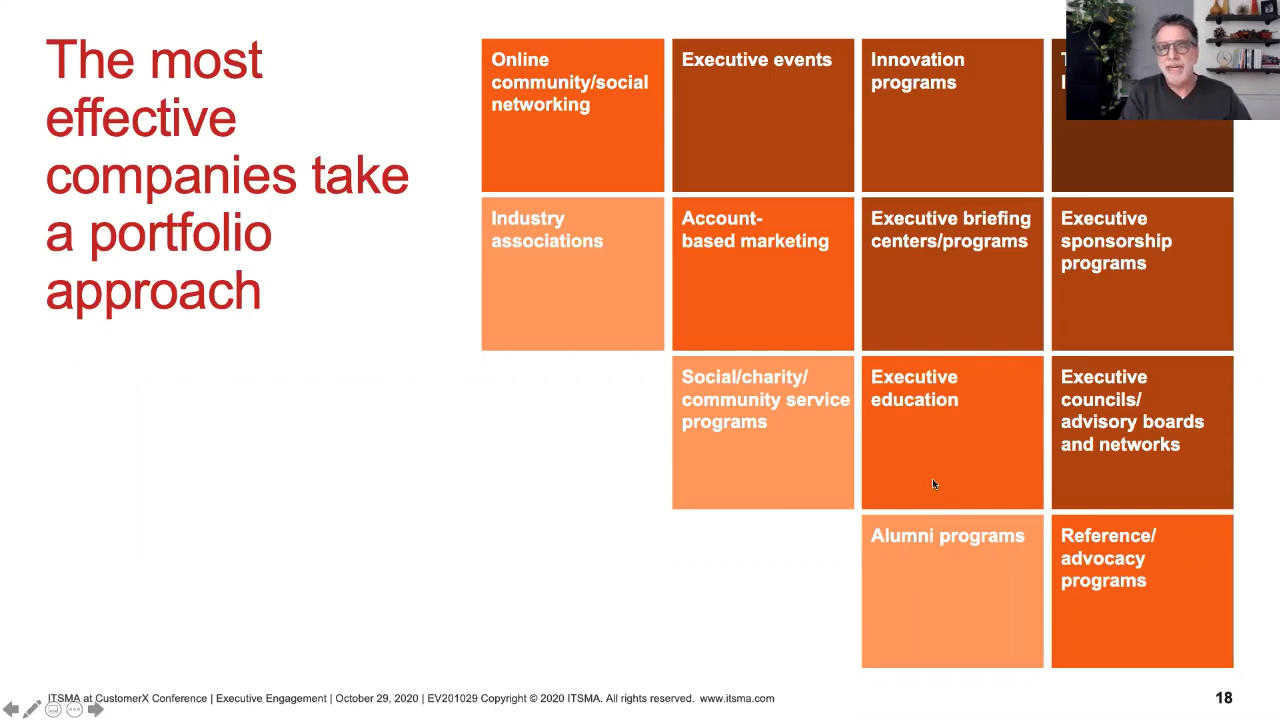 The most
effective
companies take
a portfolio
approach
Online
community/social
networking
Executive events
Innovation
programs
Industry
associations
Account-
based marketing
Executive briefing
centers/programs
Executive
sponsorship
programs
Social/charity/
community service
programs
Executive
education
Executive
councils/
advisory boards
and networks
Alumni programs
Reference/
advocacy
programs
ITSMA at CustomerX Conference | Executive Engagement | October 29, 2020 | EV201029 Copyright © 2020 ITSMA. All rights reserved. www.itsma.com
18